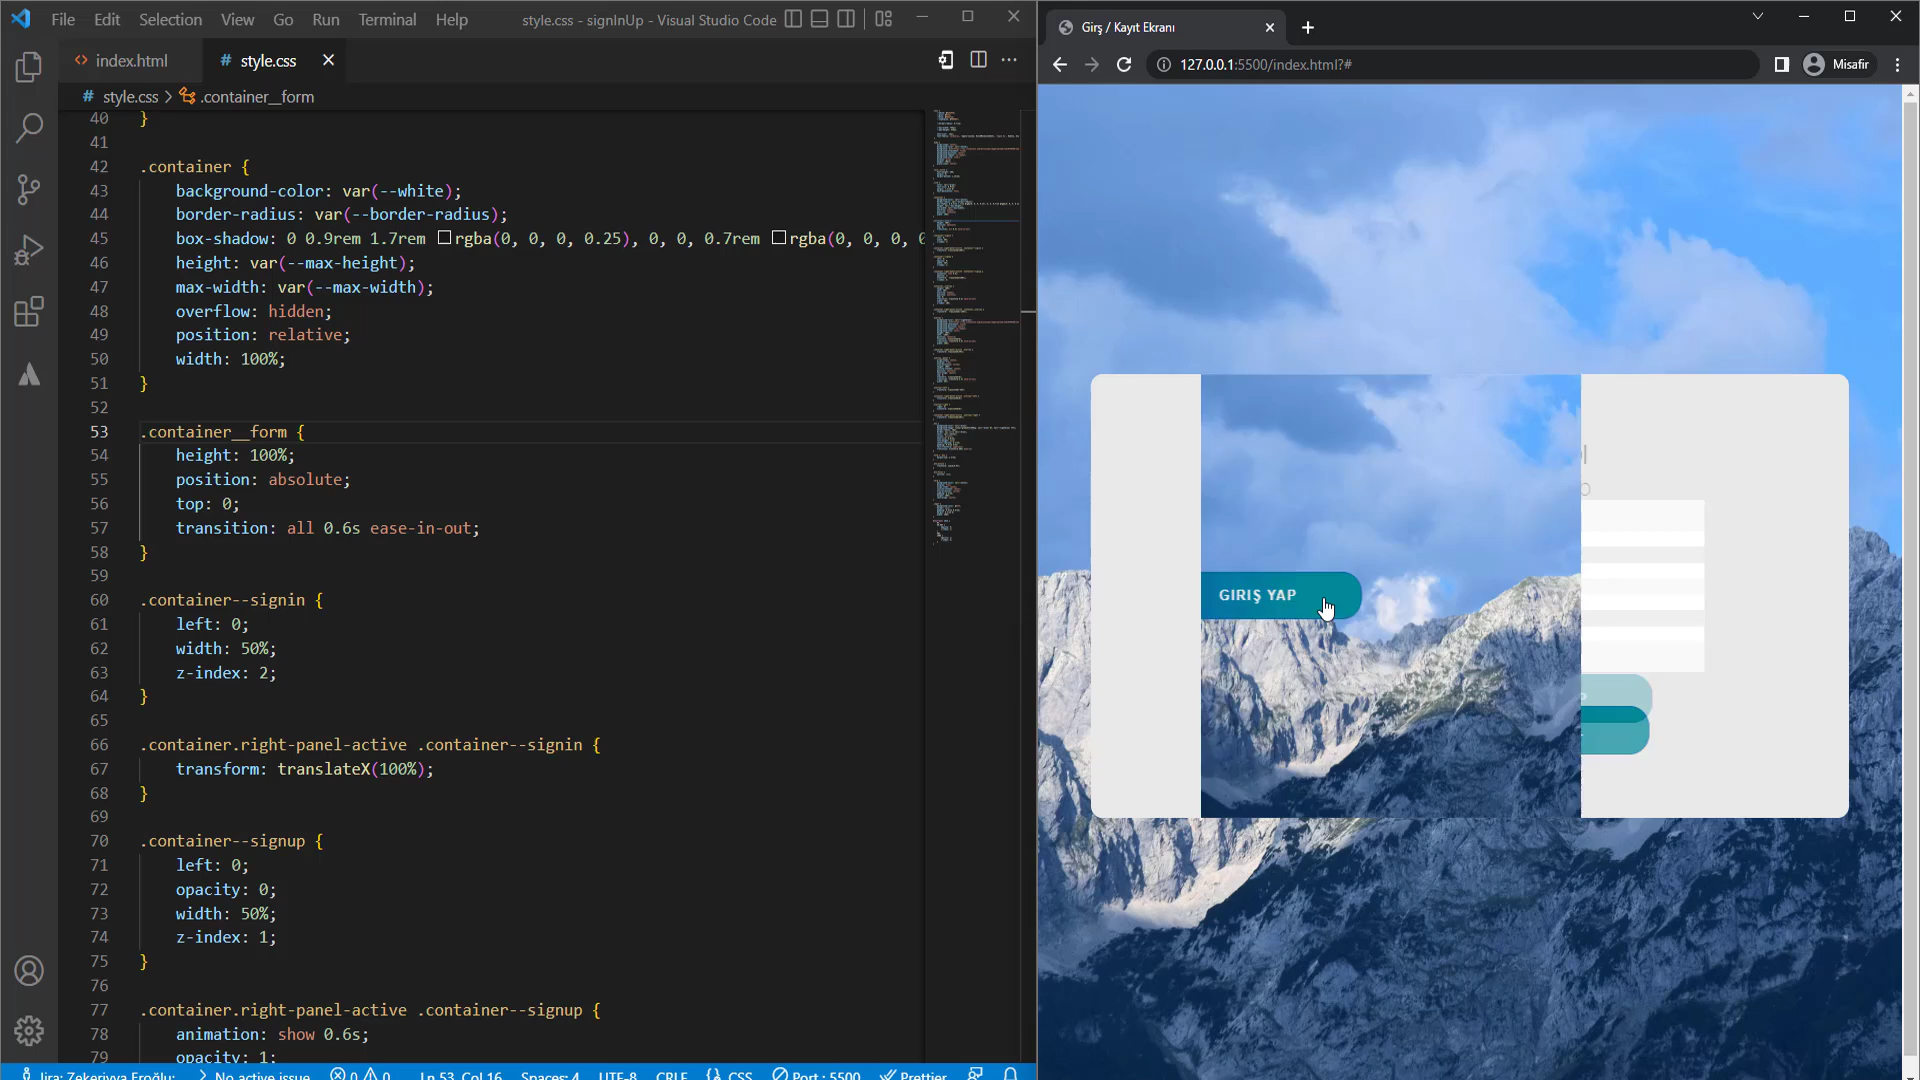 File Edit Selection View Go Run Terminal Help
style.css - signInUp - Visual Studio Code
<> index.html
# style.css
# style.css > .container__form
40 }
41
42 .container {
43 background-color: var(--white);
44 border-radius: var(--border-radius);
45 box-shadow: 0 0.9rem 1.7rem rgba(0, 0, 0, 0.25), 0, 0, 0.7rem rgba(0, 0, 0, 0
46 height: var(--max-height);
47 max-width: var(--max-width);
48 overflow: hidden;
49 position: relative;
50 width: 100%;
51 }
52
53 .container__form {
54 height: 100%;
55 position: absolute;
56 top: 0;
57 transition: all 0.6s ease-in-out;
58 }
59
60 .container--signin {
61 left: 0;
62 width: 50%;
63 z-index: 2;
64 }
65
66 .container.right-panel-active .container--signin {
67 transform: translateX(100%);
68 }
69
70 .container--signup {
71 left: 0;
72 opacity: 0;
73 width: 50%;
74 z-index: 1;
75 }
76
77 .container.right-panel-active .container--signup {
78 animation: show 0.6s;
79 opacity: 1;
Jira: Zekeriyya Eroğlu: No active issue 0 0 Ln 53, Col 16 Spaces: 4 UTF-8 CRLF {} CSS Port : 5500 Prettier
Girş / Kayıt Ekranı
127.0.0.1:5500/index.html?#
Misafir
GIRIŞ YAP